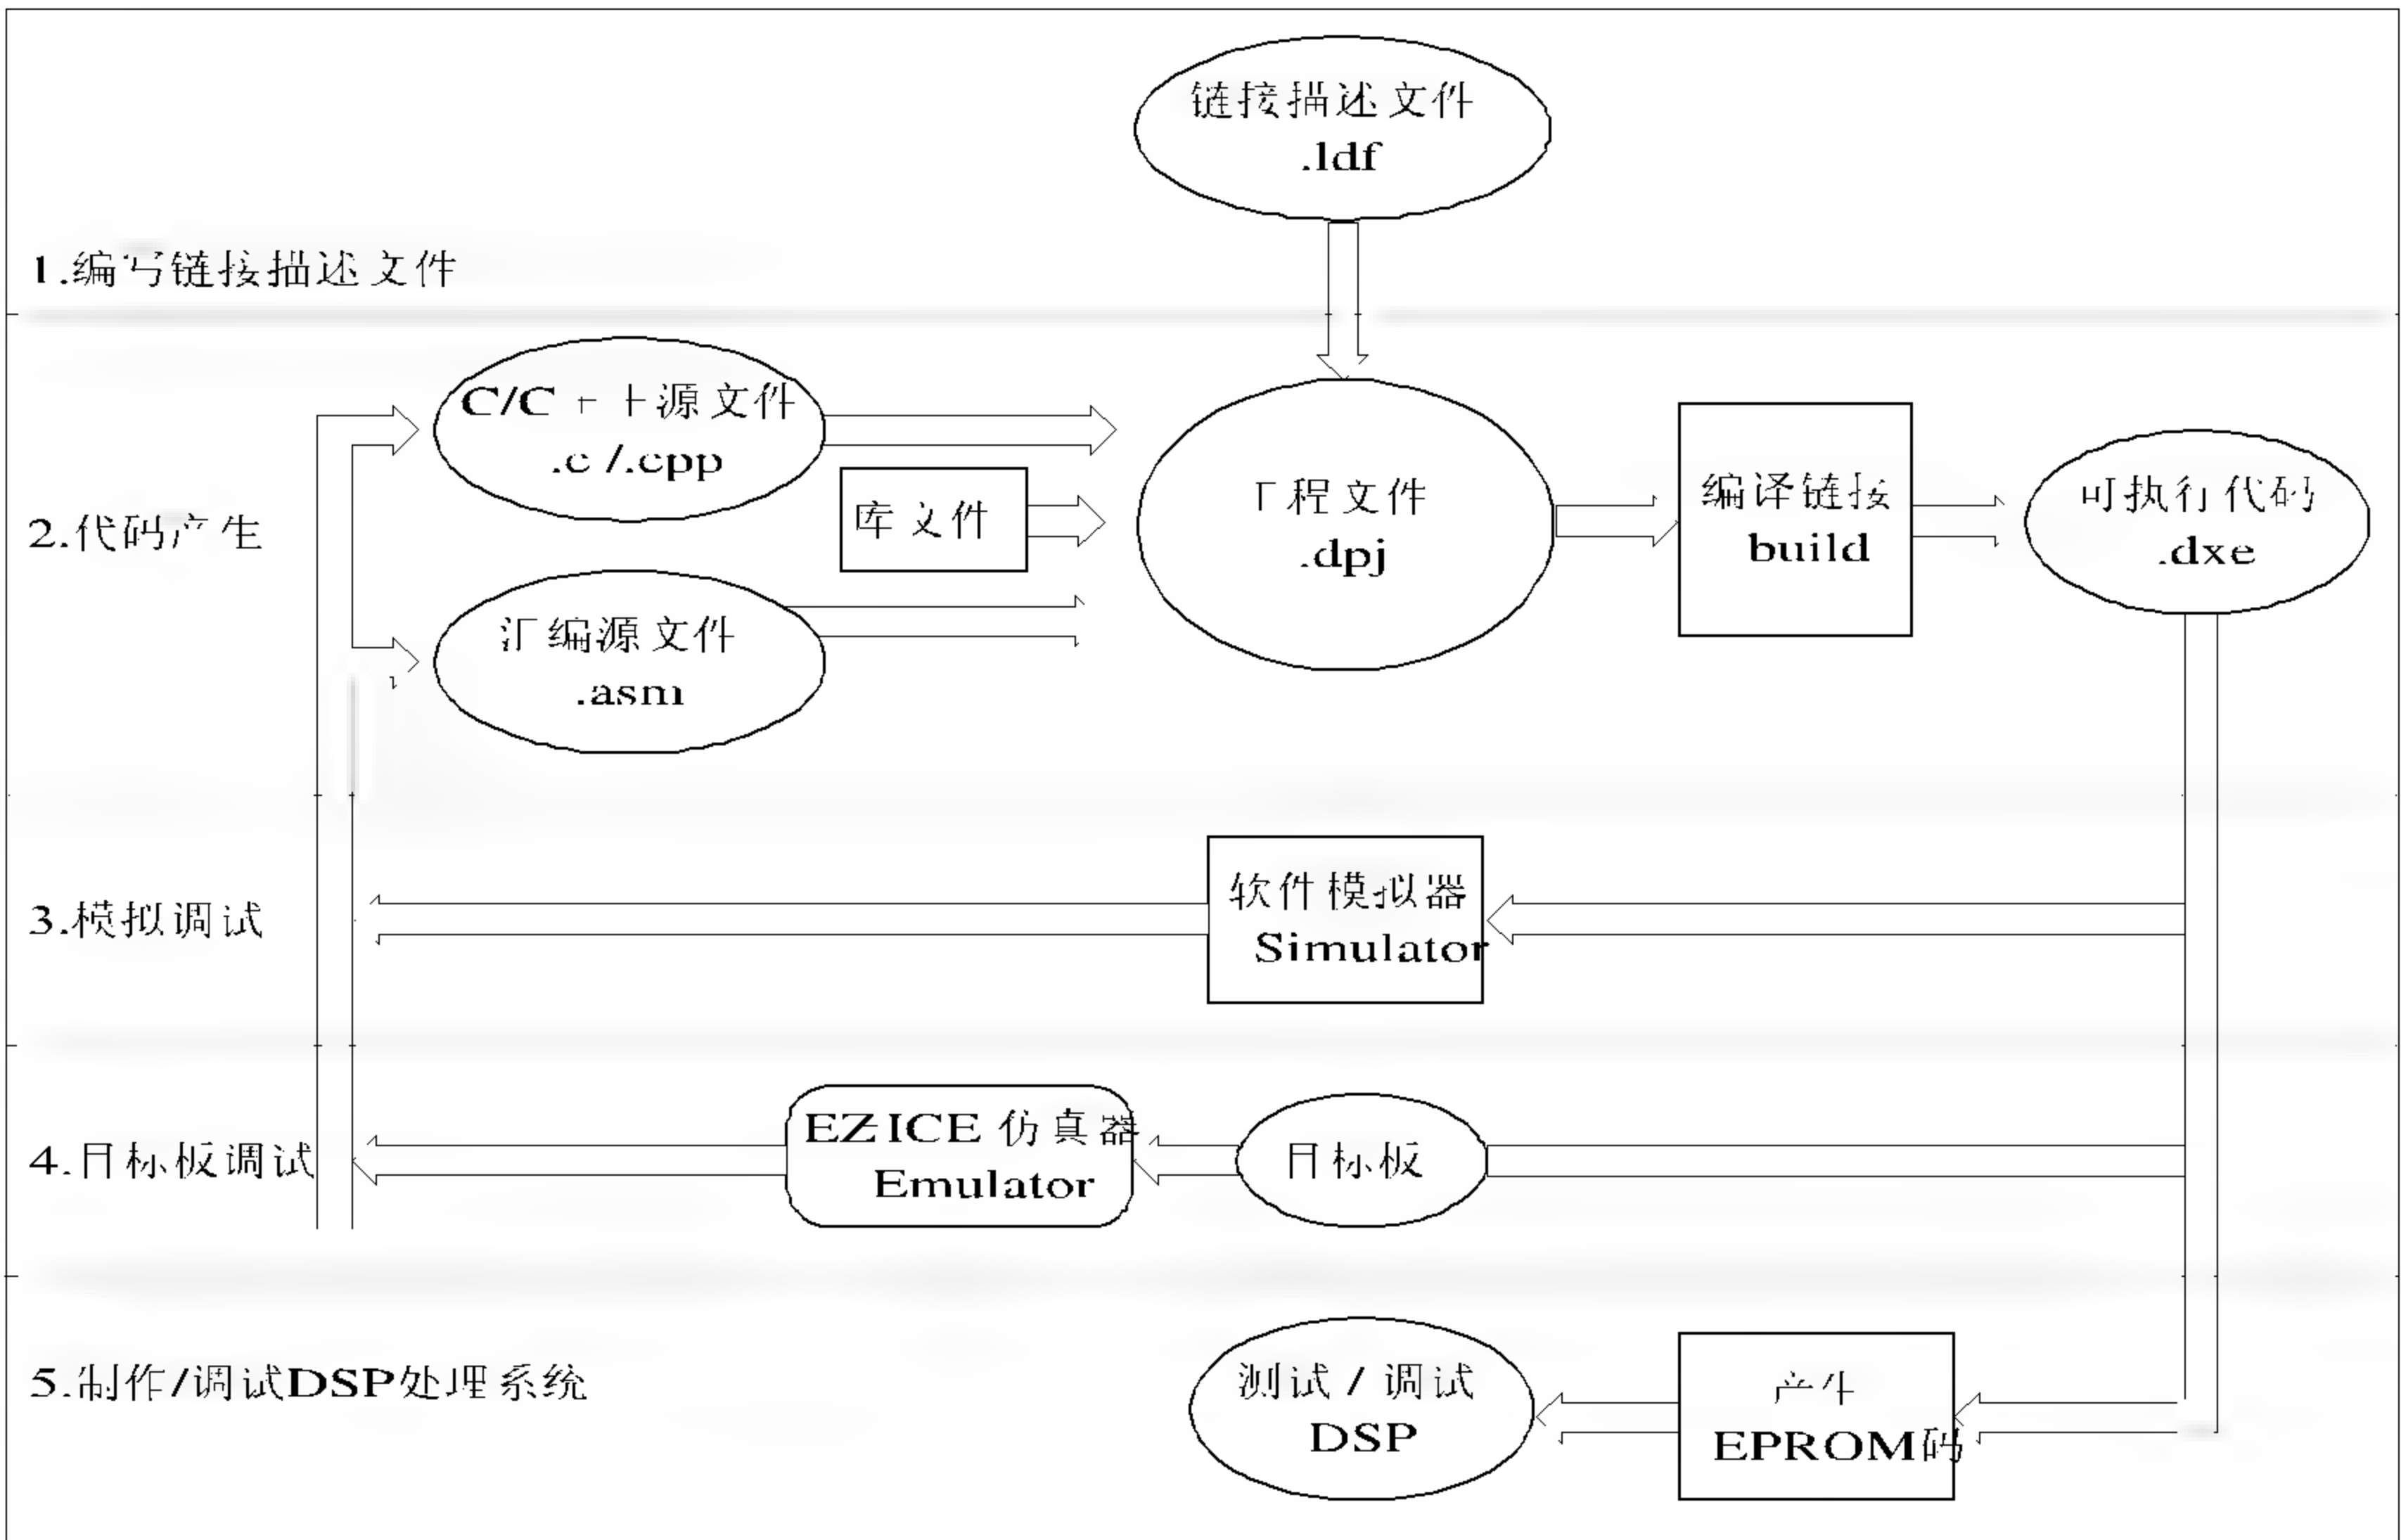 链接描述文件
.ldf
1.编写链接描述文件
C/C++源文件
.c /.cpp
库文件
工程文件
.dpj
编译链接
build
可执行代码
.dxe
2.代码产生
汇编源文件
.asm
软件模拟器
Simulator
3.模拟调试
EZ ICE 仿真器
Emulator
目标板
4.目标板调试
5.制作/调试DSP处理系统
测试 / 调试
DSP
产生
EPROM码